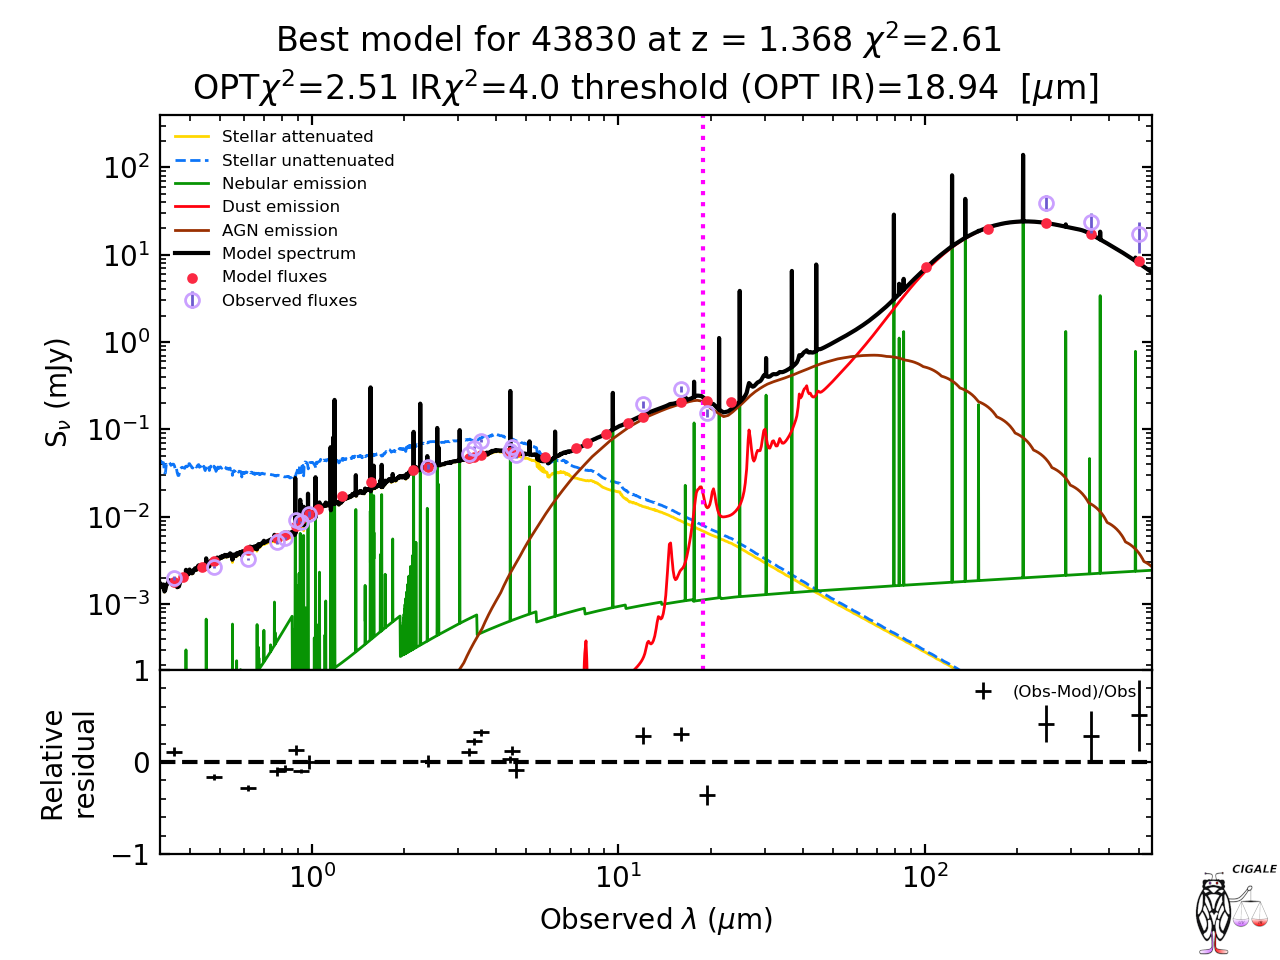 Best model for 43830 at z = 1.368 χ²=2.61
OPTχ²=2.51 IRχ²=4.0 threshold (OPT IR)=18.94 [μm]
Stellar attenuated
Stellar unattenuated
Nebular emission
Dust emission
AGN emission
Model spectrum
Model fluxes
Observed fluxes
S_ν (mJy)
10²
10¹
10⁰
10⁻¹
10⁻²
10⁻³
1
(Obs-Mod)/Obs
Relative
residual
0
−1
10⁰ 10¹ 10²
Observed λ (μm)
CIGALE